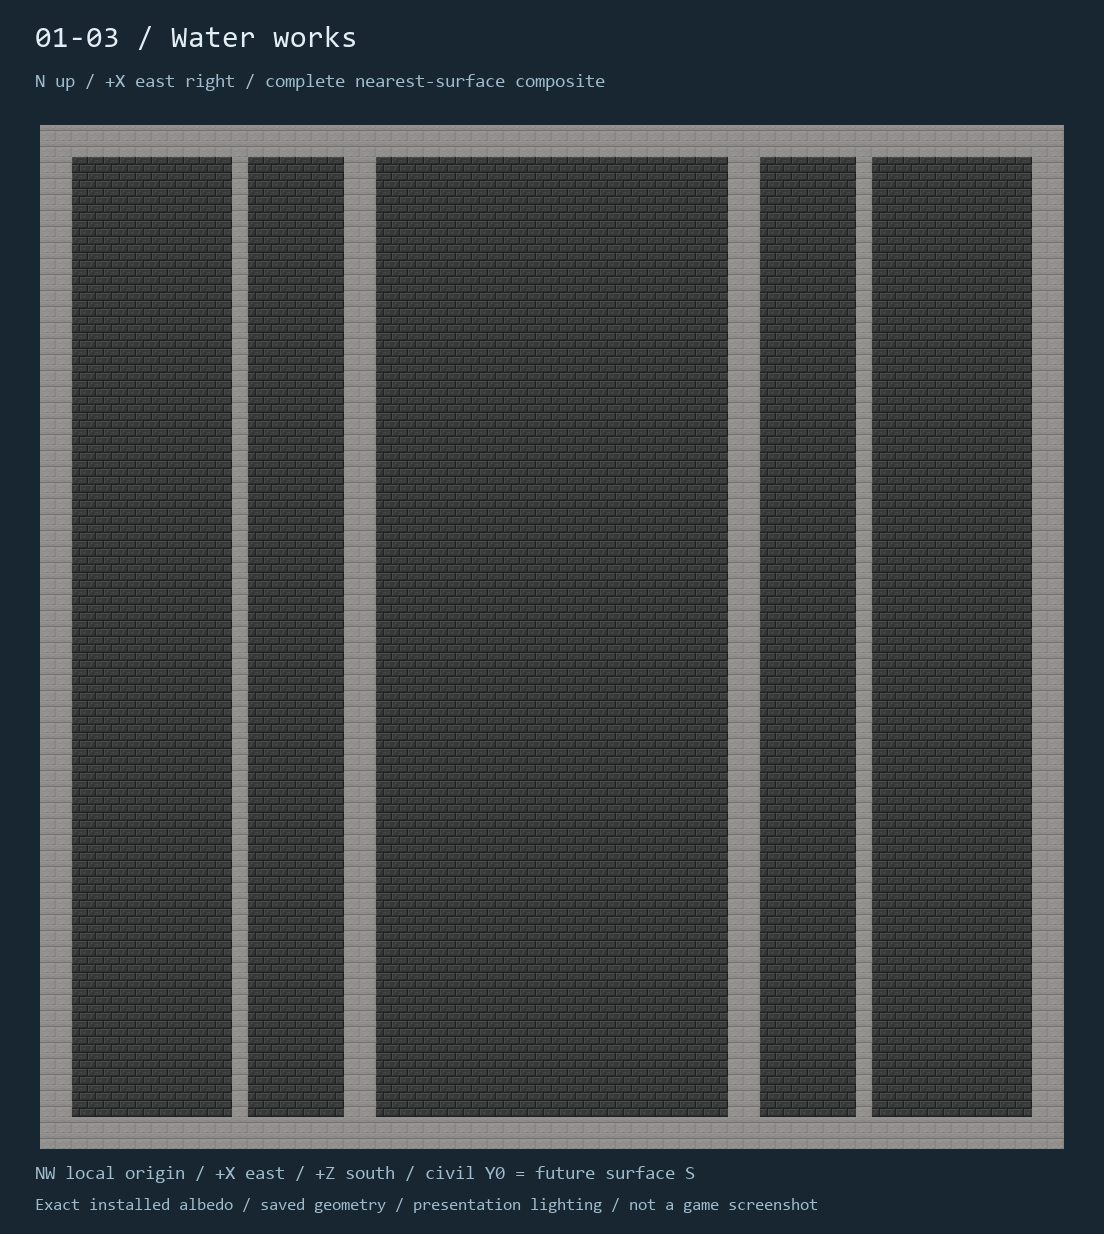 01-03 / Water works
N up / +X east right / complete nearest-surface composite
NW local origin / +X east / +Z south / civil Y0 = future surface S
Exact installed albedo / saved geometry / presentation lighting / not a game screenshot